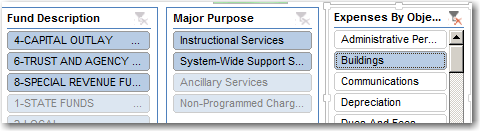 Fund Description
4-CAPITAL OUTLAY ...
6-TRUST AND AGENCY ...
8-SPECIAL REVENUE FU...
1-STATE FUNDS ...
2-LOCAL
Major Purpose
Instructional Services
System-Wide Support S...
Ancillary Services
Non-Programmed Charg...
Expenses By Obje...
Administrative Per...
Buildings
Communications
Depreciation
Dues And Fees